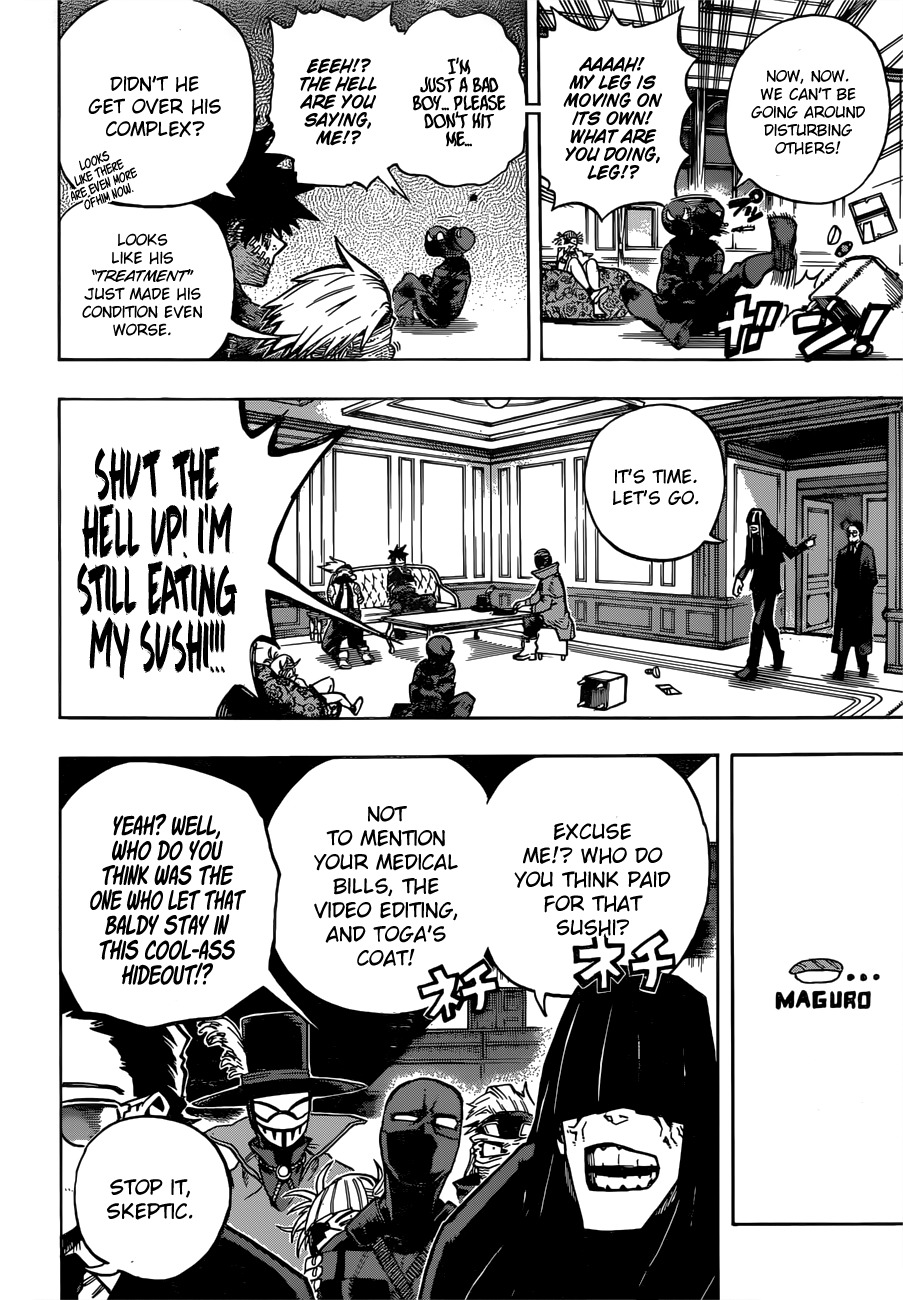 NOW, NOW.
WE CAN'T BE
GOING AROUND
DISTURBING
OTHERS!
AAAAH!
MY LEG IS
MOVING ON
ITS OWN!
WHAT ARE
YOU DOING,
LEG!?
I'M
JUST A BAD
BOY... PLEASE
DON'T HIT
ME...
EEEH!?
THE HELL
ARE YOU
SAYING,
ME!?
DIDN'T HE
GET OVER HIS
COMPLEX?
LOOKS
LIKE THERE
ARE EVEN MORE
OF HIM NOW.
LOOKS
LIKE HIS
"TREATMENT"
JUST MADE HIS
CONDITION EVEN
WORSE.
IT'S TIME.
LET'S GO.
SHUT THE
HELL UP! I'M
STILL EATING
MY SUSHI!!!
...
MAGURO
EXCUSE
ME!? WHO DO
YOU THINK PAID
FOR THAT
SUSHI?
ネチ
NOT
TO MENTION
YOUR MEDICAL
BILLS, THE
VIDEO EDITING,
AND TOGA'S
COAT!
ネチ
YEAH? WELL,
WHO DO YOU
THINK WAS THE
ONE WHO LET THAT
BALDY STAY IN
THIS COOL-ASS
HIDEOUT!?
STOP IT,
SKEPTIC.